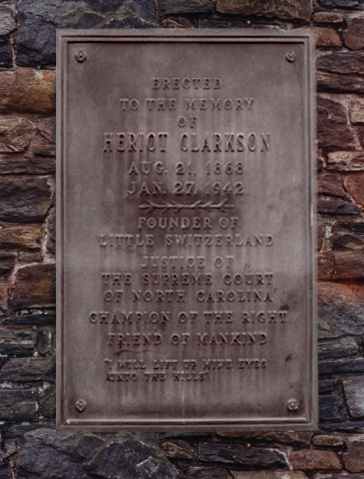 ERECTED
TO THE MEMORY
OF
HERIOT CLARKSON
AUG. 21, 1863
JAN. 27, 1942
FOUNDER OF
LITTLE SWITZERLAND
JUSTICE OF
THE SUPREME COURT
OF NORTH CAROLINA
CHAMPION OF THE RIGHT
FRIEND OF MANKIND
"I WILL LIFT UP MINE EYES
UNTO THE HILLS"